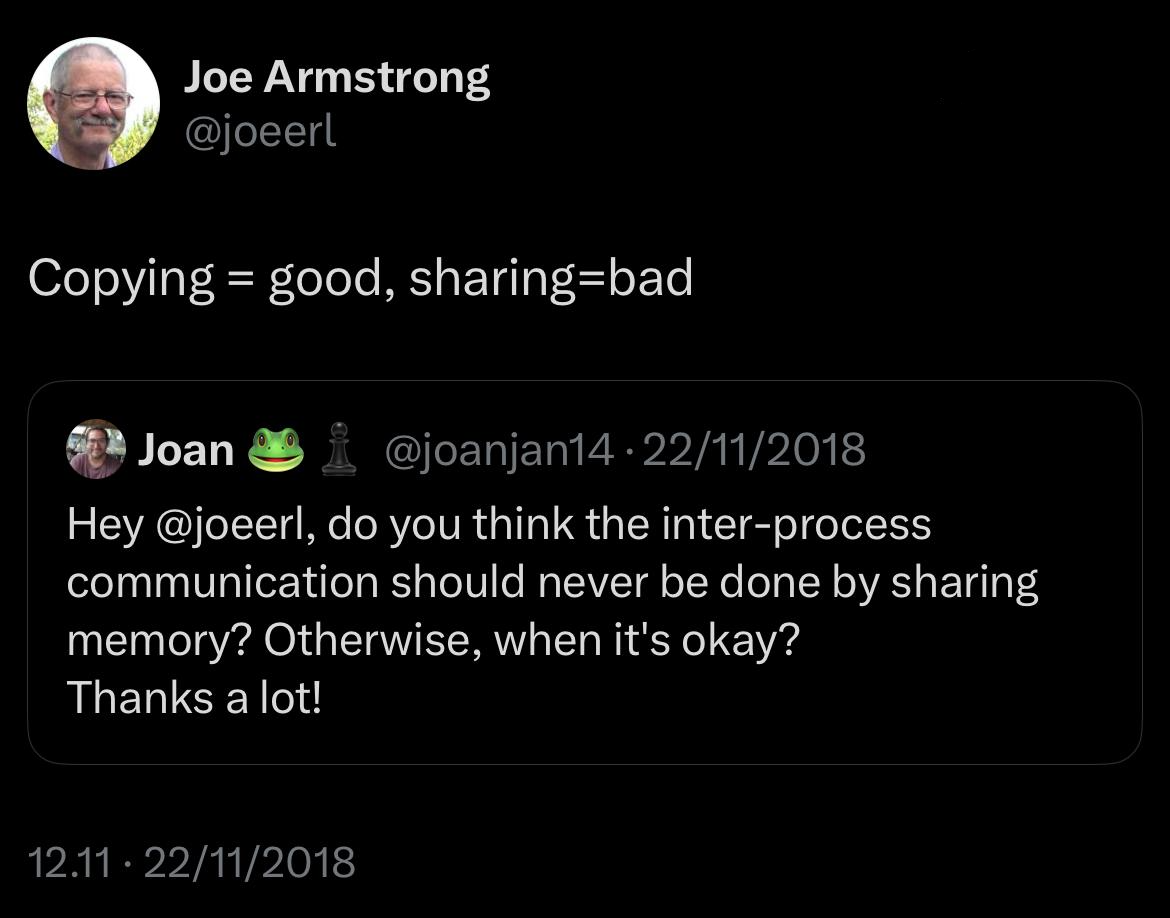 Joe Armstrong
@joeerl
Copying = good, sharing=bad
Joan 🐸 ♟ @joanjan14 · 22/11/2018
Hey @joeerl, do you think the inter-process
communication should never be done by sharing
memory? Otherwise, when it's okay?
Thanks a lot!
12.11 · 22/11/2018